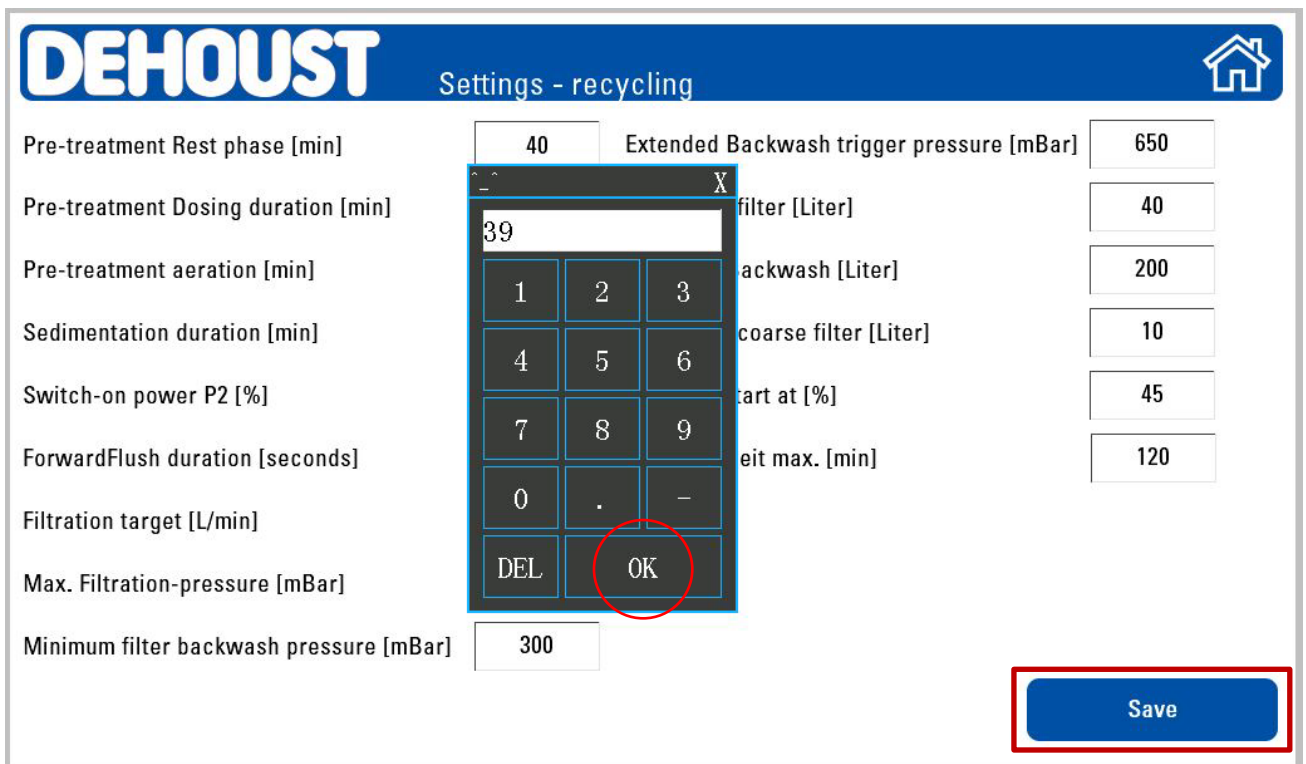 DEHOUST
Settings - recycling
Pre-treatment Rest phase [min] 40 Extended Backwash trigger pressure [mBar] 650
Pre-treatment Dosing duration [min] filter [Liter] 40
Pre-treatment aeration [min] ackwash [Liter] 200
Sedimentation duration [min] coarse filter [Liter] 10
Switch-on power P2 [%] tart at [%] 45
ForwardFlush duration [seconds] eit max. [min] 120
Filtration target [L/min]
Max. Filtration-pressure [mBar]
Minimum filter backwash pressure [mBar] 300
^_^ X
39
1 2 3
4 5 6
7 8 9
0 . -
DEL OK
Save